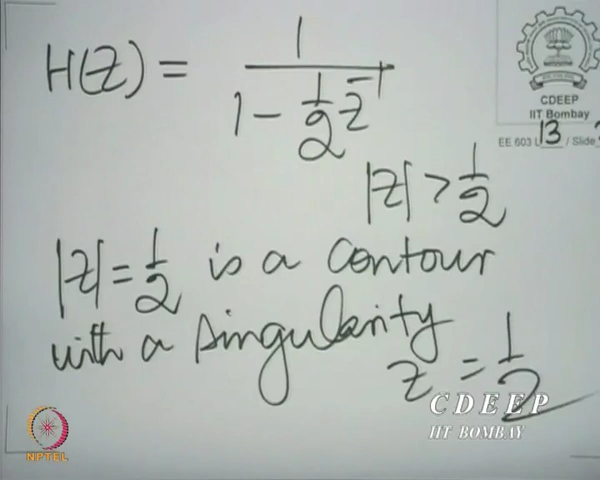 H(Z) = 1 / (1 - 1/2 Z^-1)
CDEEP
IIT Bombay
EE 603 L 13 / Slide
|Z| > 1/2
|Z| = 1/2 is a contour
with a singularity
z = 1/2
CDEEP
IIT BOMBAY
NPTEL